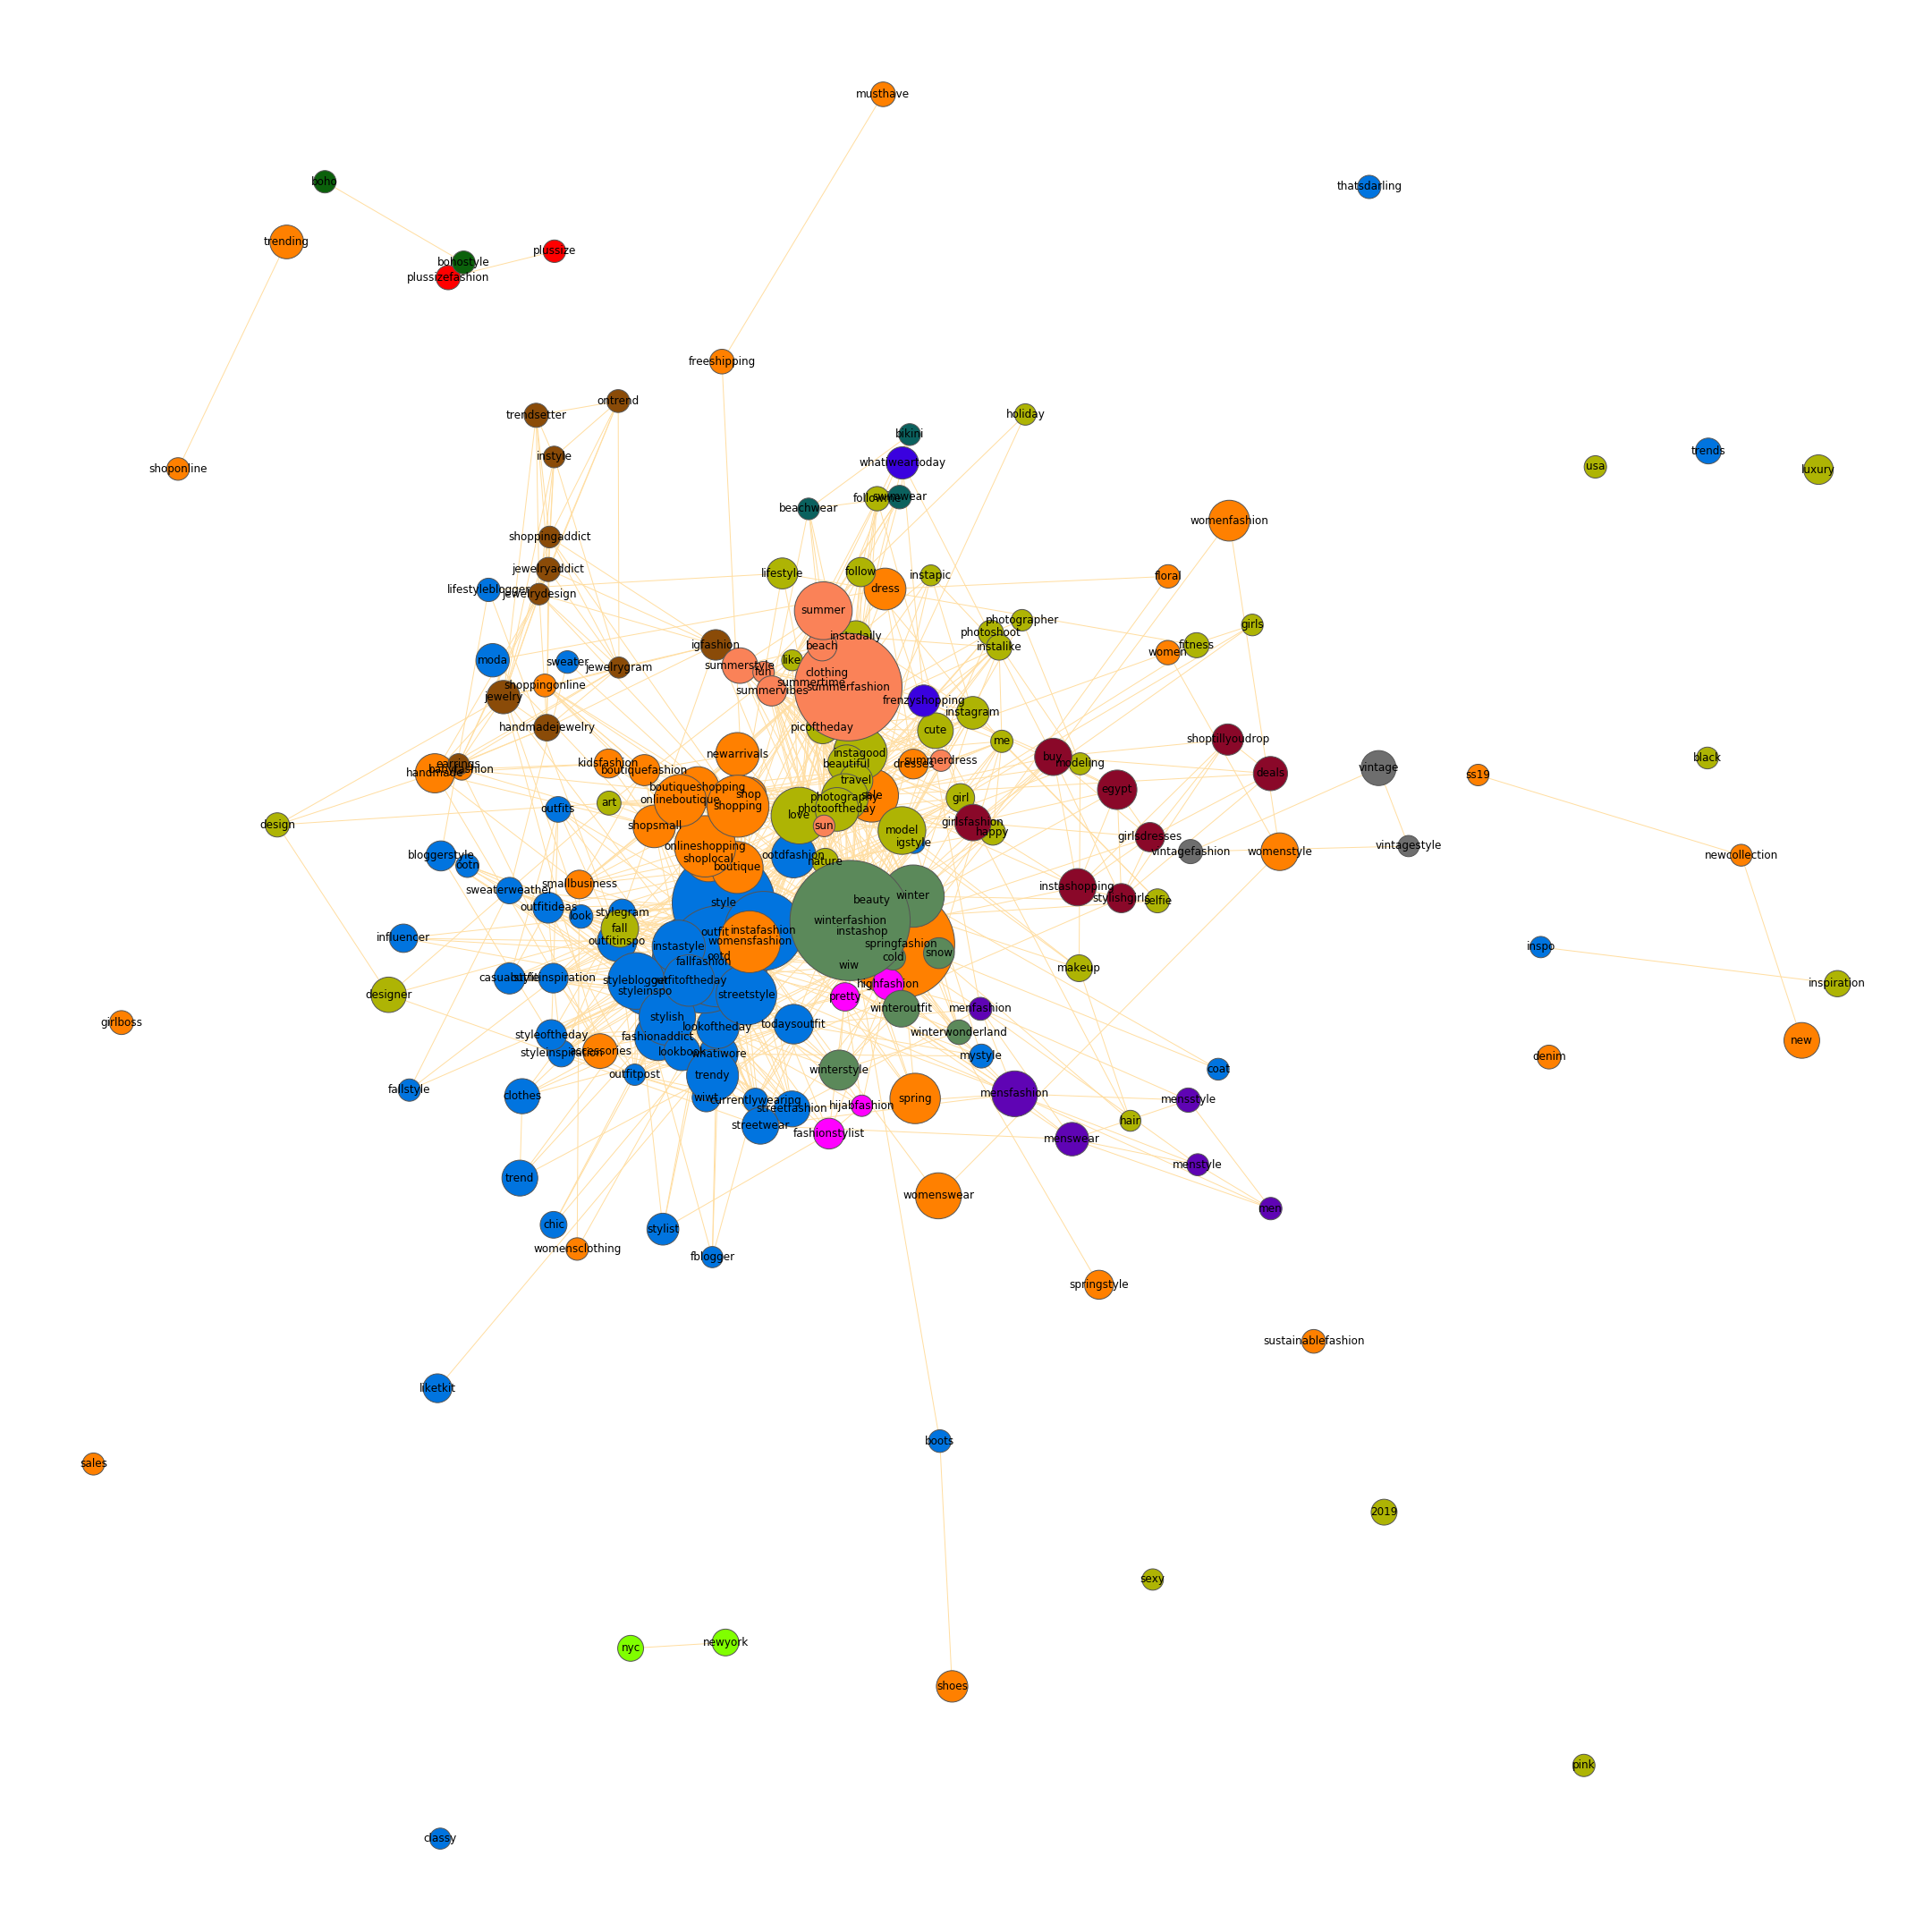 musthave
boho
thatsdarling
trending
plussize
bohostyle
plussizefashion
freeshipping
ontrend
trendsetter
holiday
bikini
trends
instyle
whatiweartoday
usa
shoponline
luxury
swimwear
beachwear
womenfashion
shoppingaddict
jewelryaddict
follow
lifestyle
instapic
floral
lifestyleblogger
dress
jewelrydesign
summer
photographer
girls
photoshoot
instadaily
igfashion
beach
instalike
fitness
women
like
moda
sweater
summerstyle
jewelrygram
fun
clothing
summertime
shoppingonline
summerfashion
summervibes
jewelry
frenzyshopping
instagram
handmadejewelry
picoftheday
cute
me
shoptillyoudrop
newarrivals
instagood
buy
black
summerdress
kidsfashion
beautiful
dresses
modeling
earrings
babyfashion
boutiquefashion
vintage
handmade
deals
ss19
travel
boutiqueshopping
egypt
shop
sale
photography
girl
onlineboutique
art
shopping
outfits
photooftheday
love
design
shopsmall
sun
model
girlsfashion
happy
girlsdresses
igstyle
onlineshopping
vintagestyle
vintagefashion
womenstyle
bloggerstyle
ootdfashion
newcollection
shoplocal
nature
ootn
boutique
smallbusiness
instashopping
sweaterweather
winter
stylishgirls
beauty
selfie
style
outfitideas
stylegram
look
winterfashion
fall
instafashion
instashop
outfit
influencer
outfitinspo
womensfashion
springfashion
instastyle
inspo
snow
ootd
cold
fallfashion
wiw
makeup
casualstyle
styleblogger
outfitoftheday
highfashion
inspiration
styleinspo
designer
streetstyle
pretty
winteroutfit
menfashion
stylish
girlboss
todaysoutfit
lookoftheday
winterwonderland
styleoftheday
fashionaddict
new
accessories
styleinspiration
lookbook
whatiwore
mystyle
denim
coat
winterstyle
outfitpost
trendy
fallstyle
mensfashion
clothes
wiwt
spring
currentlywearing
mensstyle
hijabfashion
streetfashion
hair
streetwear
fashionstylist
menswear
menstyle
trend
womenswear
men
chic
stylist
womensclothing
fblogger
springstyle
sustainablefashion
liketkit
boots
sales
2019
sexy
newyork
nyc
shoes
pink
classy